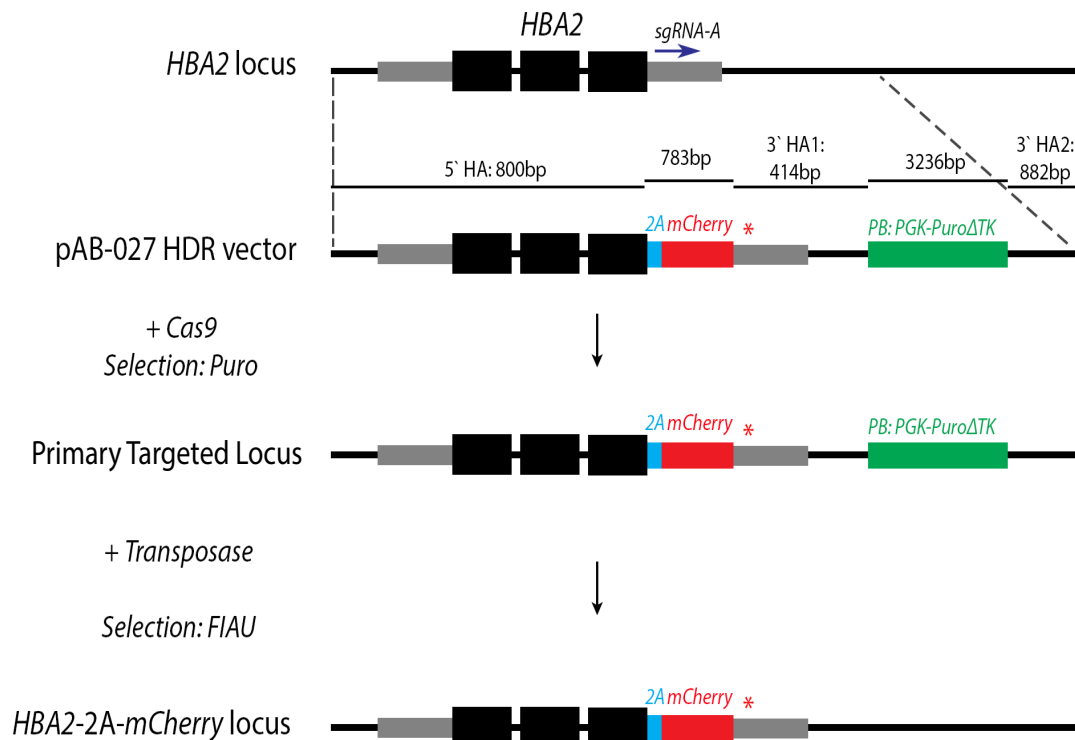 HBA2
sgRNA-A
HBA2 locus
5` HA: 800bp
783bp
3` HA1:
414bp
3236bp
3` HA2:
882bp
pAB-027 HDR vector
2A mCherry *
PB: PGK-PuroΔTK
+ Cas9
Selection: Puro
Primary Targeted Locus
2A mCherry *
PB: PGK-PuroΔTK
+ Transposase
Selection: FIAU
HBA2-2A-mCherry locus
2A mCherry *